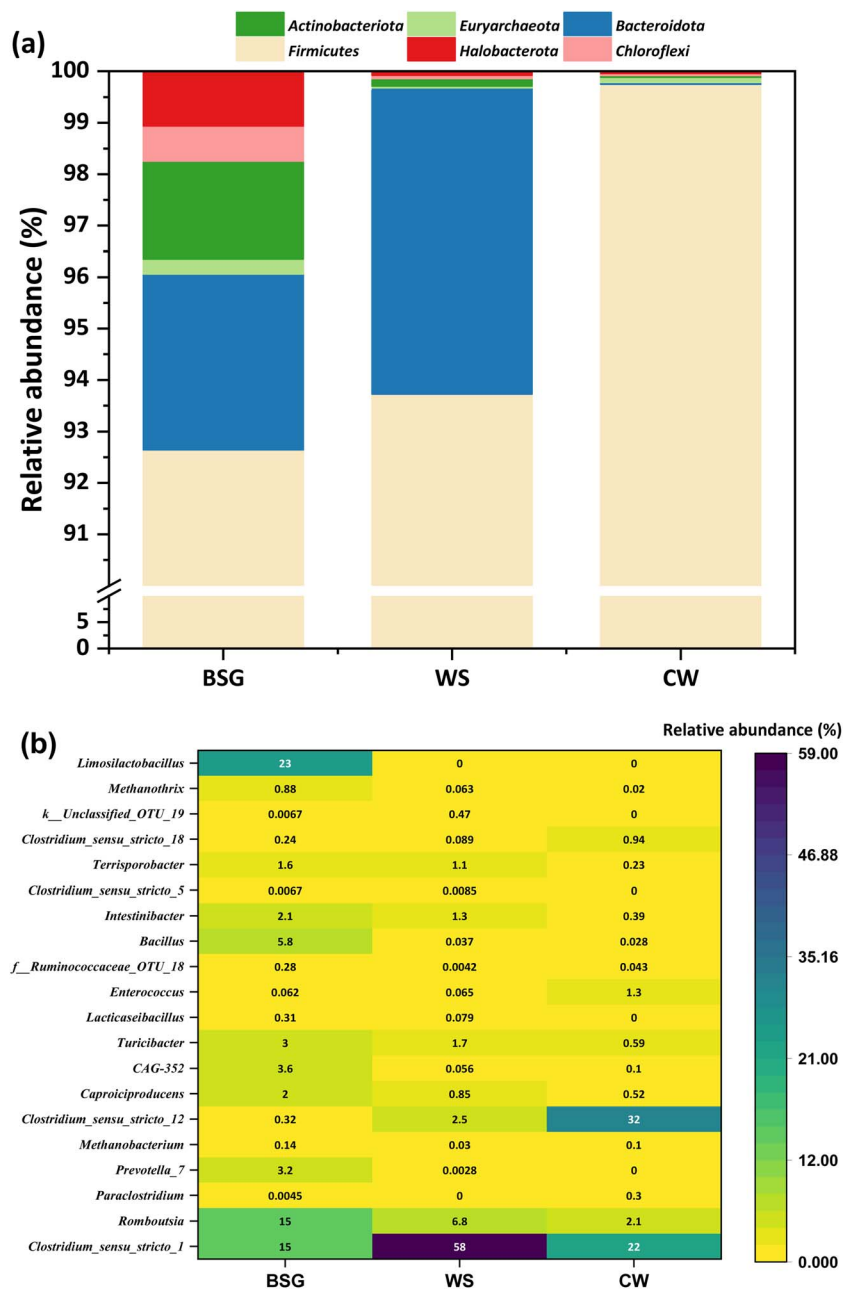 (a)
Actinobacteriota Euryarchaeota Bacteroidota
Firmicutes Halobacterota Chloroflexi
Relative abundance (%)
100
99
98
97
96
95
94
93
92
91
5
0
BSG WS CW
(b)
Relative abundance (%)
Limosilactobacillus 23 0 0
Methanothrix 0.88 0.063 0.02
k__Unclassified_OTU_19 0.0067 0.47 0
Clostridium_sensu_stricto_18 0.24 0.089 0.94
Terrisporobacter 1.6 1.1 0.23
Clostridium_sensu_stricto_5 0.0067 0.0085 0
Intestinibacter 2.1 1.3 0.39
Bacillus 5.8 0.037 0.028
f__Ruminococcaceae_OTU_18 0.28 0.0042 0.043
Enterococcus 0.062 0.065 1.3
Lacticaseibacillus 0.31 0.079 0
Turicibacter 3 1.7 0.59
CAG-352 3.6 0.056 0.1
Caproiciproducens 2 0.85 0.52
Clostridium_sensu_stricto_12 0.32 2.5 32
Methanobacterium 0.14 0.03 0.1
Prevotella_7 3.2 0.0028 0
Paraclostridium 0.0045 0 0.3
Romboutsia 15 6.8 2.1
Clostridium_sensu_stricto_1 15 58 22
BSG WS CW
59.00
46.88
35.16
21.00
12.00
0.000